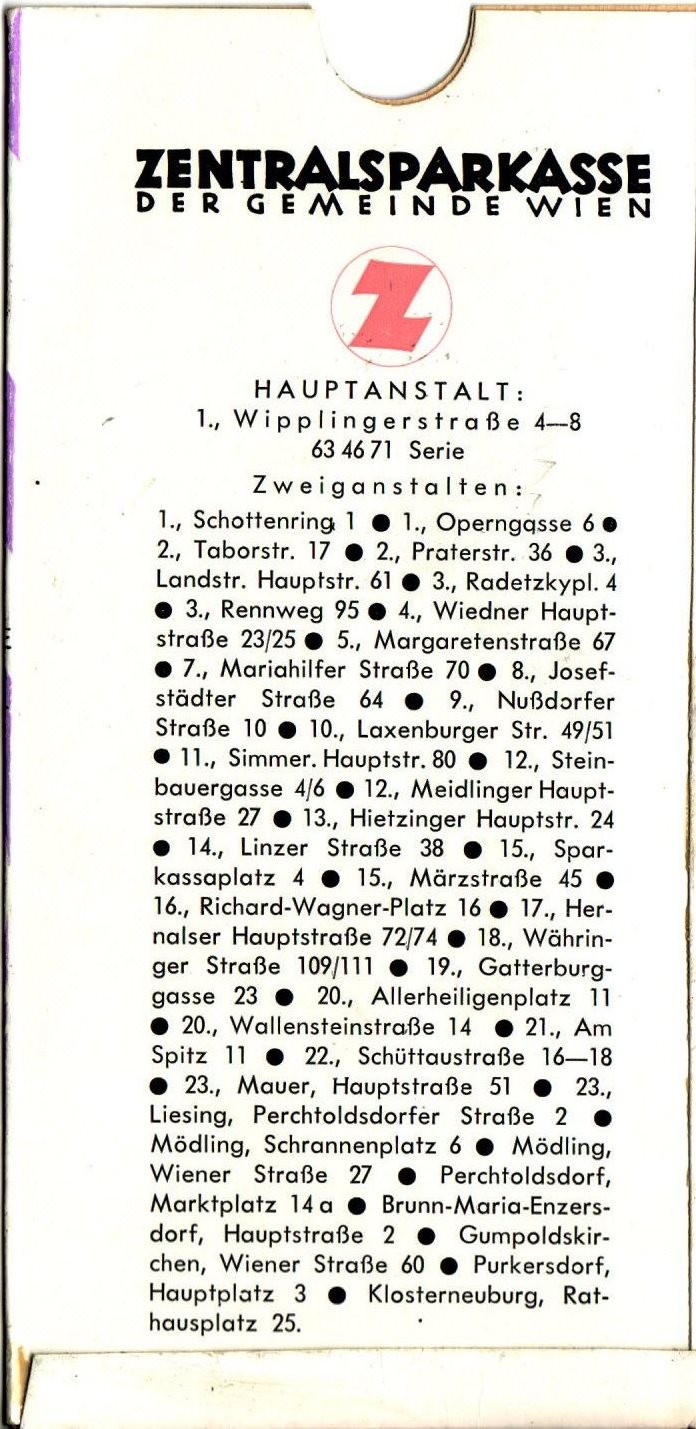 ZENTRALSPARKASSE
DER GEMEINDE WIEN
Z
HAUPTANSTALT:
1., Wipplingerstraße 4—8
63 46 71 Serie
Zweiganstalten:
1., Schottenring 1 ● 1., Operngasse 6 ●
2., Taborstr. 17 ● 2., Praterstr. 36 ● 3.,
Landstr. Hauptstr. 61 ● 3., Radetzkypl. 4
● 3., Rennweg 95 ● 4., Wiedner Haupt-
straße 23/25 ● 5., Margaretenstraße 67
● 7., Mariahilfer Straße 70 ● 8., Josef-
städter Straße 64 ● 9., Nußdorfer
Straße 10 ● 10., Laxenburger Str. 49/51
● 11., Simmer. Hauptstr. 80 ● 12., Stein-
bauergasse 4/6 ● 12., Meidlinger Haupt-
straße 27 ● 13., Hietzinger Hauptstr. 24
● 14., Linzer Straße 38 ● 15., Spar-
kassaplatz 4 ● 15., Märzstraße 45 ●
16., Richard-Wagner-Platz 16 ● 17., Her-
nalser Hauptstraße 72/74 ● 18., Währin-
ger Straße 109/111 ● 19., Gatterburg-
gasse 23 ● 20., Allerheiligenplatz 11
● 20., Wallensteinstraße 14 ● 21., Am
Spitz 11 ● 22., Schüttaustraße 16—18
● 23., Mauer, Hauptstraße 51 ● 23.,
Liesing, Perchtoldsdorfer Straße 2 ●
Mödling, Schrannenplatz 6 ● Mödling,
Wiener Straße 27 ● Perchtoldsdorf,
Marktplatz 14 a ● Brunn-Maria-Enzers-
dorf, Hauptstraße 2 ● Gumpoldskir-
chen, Wiener Straße 60 ● Purkersdorf,
Hauptplatz 3 ● Klosterneuburg, Rat-
hausplatz 25.